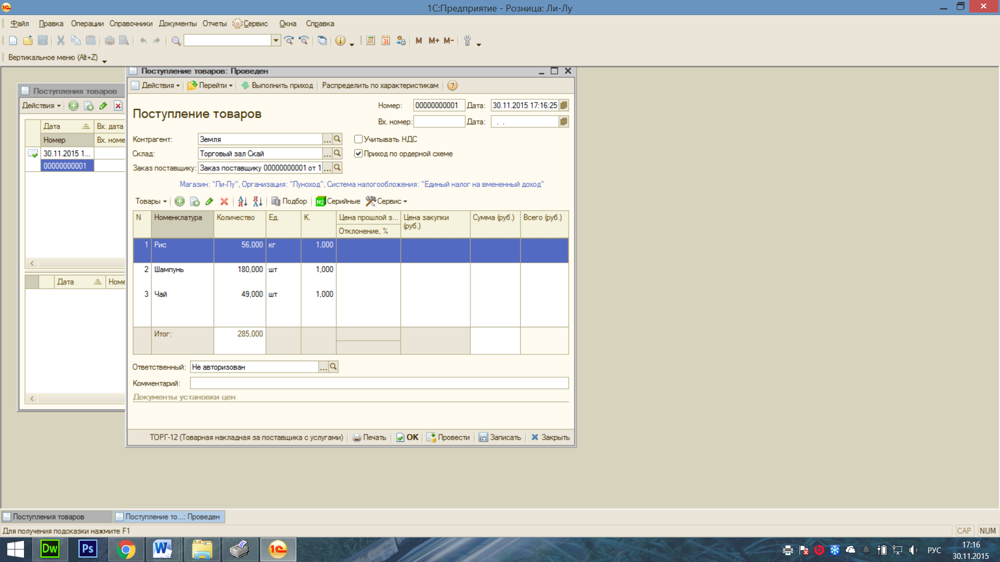 1С:Предприятие - Розница: Ли-Лу
Файл Правка Операции Справочники Документы Отчеты Сервис Окна Справка
M M+ M-
Вертикальное меню (Alt+Z)
Поступления товаров
Действия
Дата Вх. дата
Номер Вх. номе
30.11.2015 1...
00000000001
Дата Номе
Поступление товаров: Проведен
Действия Перейти Выполнить приход Распределить по характеристикам
Поступление товаров
Номер: 00000000001 Дата: 30.11.2015 17:16:25
Вх. номер: Дата: . .
Контрагент: Земля Учитывать НДС
Склад: Торговый зал Скай Приход по ордерной схеме
Заказ поставщику: Заказ поставщику 00000000001 от 1
Магазин: "Ли-Лу", Организация: "Луноход", Система налогообложения: "Единый налог на вмененный доход"
Товары Подбор Серийные Сервис
N Номенклатура Количество Ед. К. Цена прошлой з... Цена закупки (руб.) Сумма (руб.) Всего (руб.)
Отклонение, %
1 Рис 56,000 кг 1,000
2 Шампунь 180,000 шт 1,000
3 Чай 49,000 шт 1,000
Итог: 285,000
Ответственный: Не авторизован
Комментарий:
Документы установки цен
ТОРГ-12 (Товарная накладная за поставщика с услугами) Печать OK Провести Записать Закрыть
Поступления товаров Поступление то...: Проведен
Для получения подсказки нажмите F1
CAP NUM
Dw Ps W 1С
РУС
17:16
30.11.2015